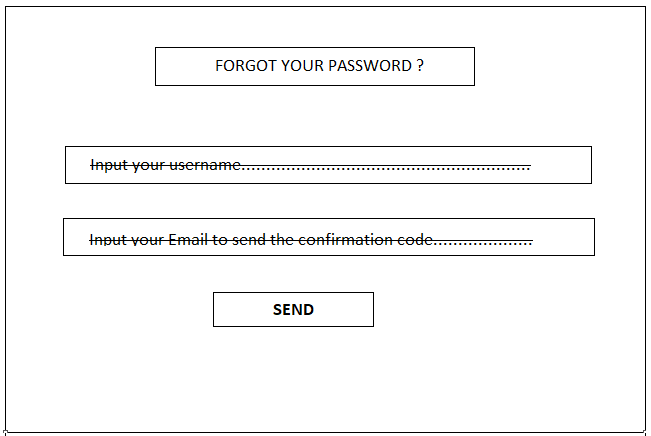 FORGOT YOUR PASSWORD ?
Input your username..........................................................
Input your Email to send the confirmation code....................
SEND